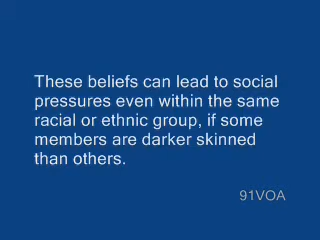 These beliefs can lead to social
pressures even within the same
racial or ethnic group, if some
members are darker skinned
than others.
91VOA